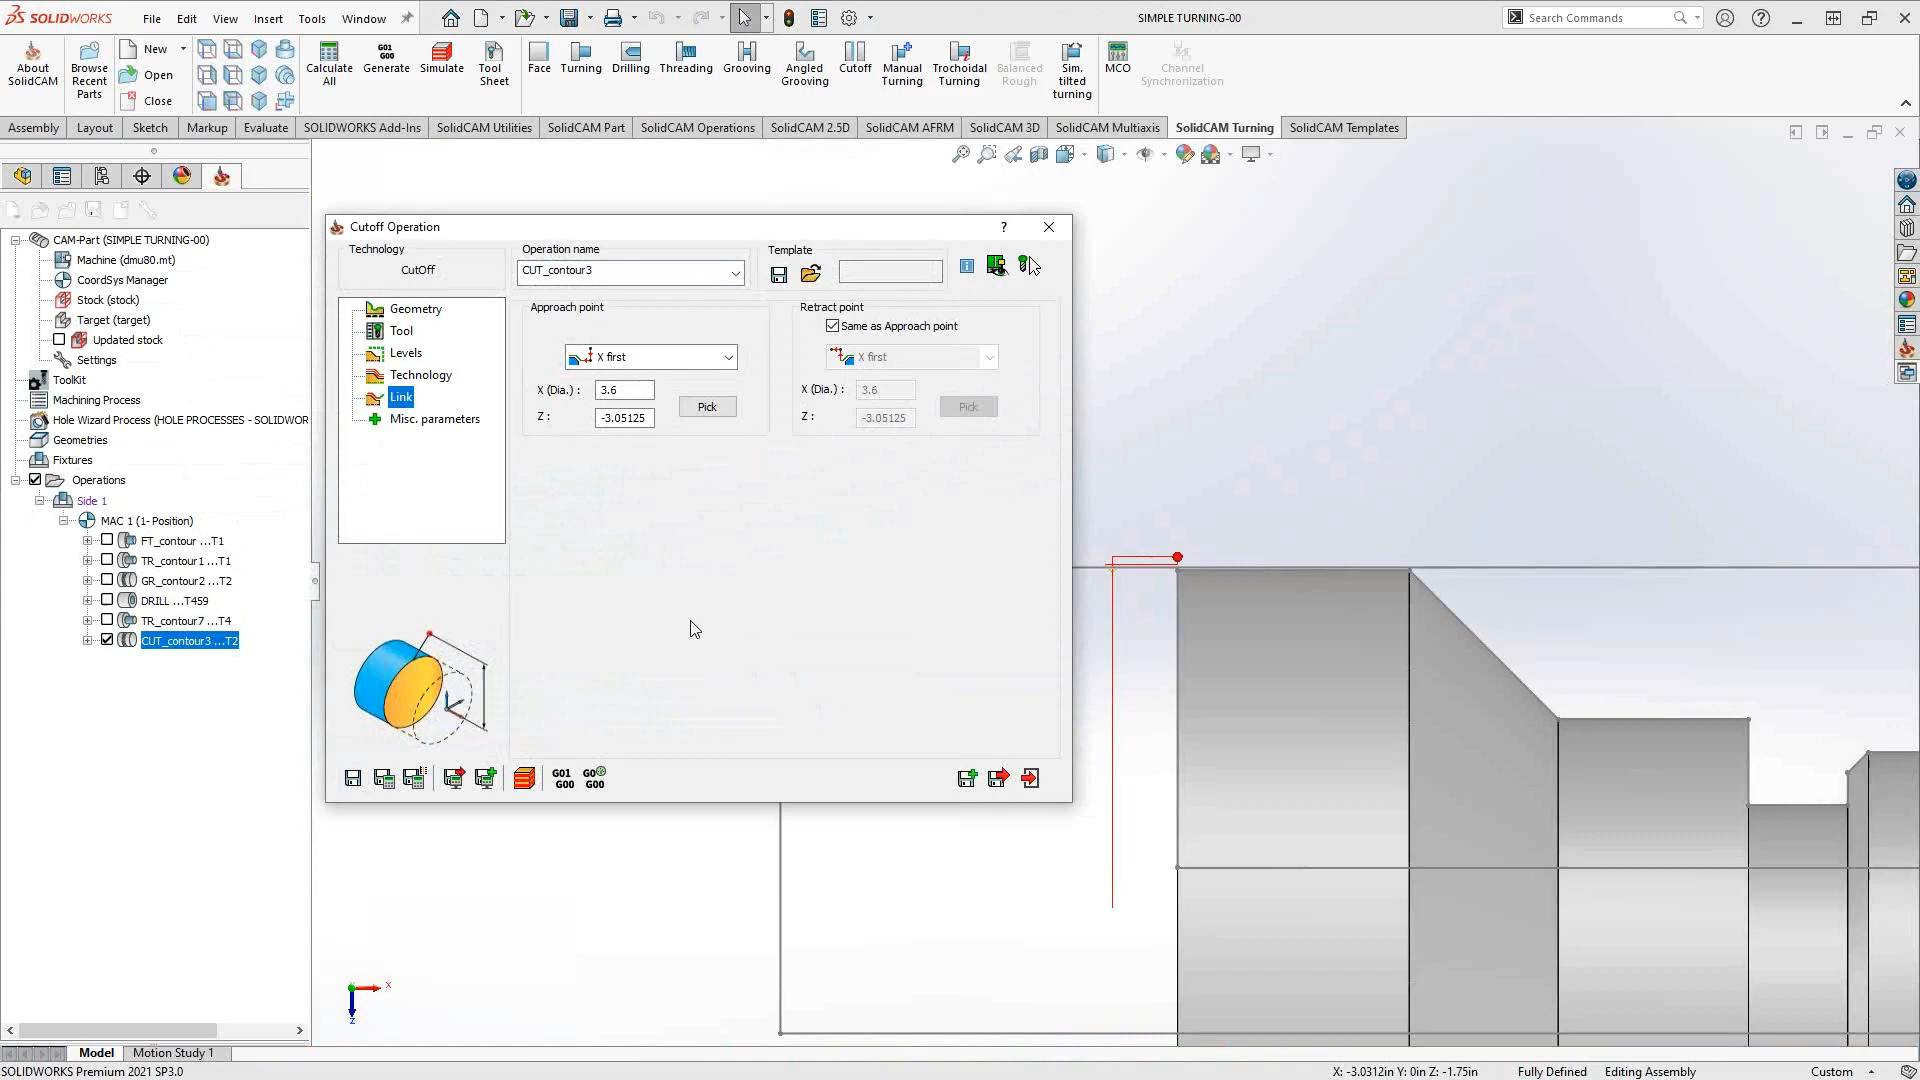 SOLIDWORKS
File
Edit
View
Insert
Tools
Window
SIMPLE TURNING-00
Search Commands
About
SolidCAM
Browse
Recent
Parts
New
Open
Close
Calculate
All
G01
G00
Generate
Simulate
Tool
Sheet
Face
Turning
Drilling
Threading
Grooving
Angled
Grooving
Cutoff
Manual
Turning
Trochoidal
Turning
Balanced
Rough
Sim.
tilted
turning
MCO
Channel
Synchronization
Assembly
Layout
Sketch
Markup
Evaluate
SOLIDWORKS Add-Ins
SolidCAM Utilities
SolidCAM Part
SolidCAM Operations
SolidCAM 2.5D
SolidCAM AFRM
SolidCAM 3D
SolidCAM Multiaxis
SolidCAM Turning
SolidCAM Templates
CAM-Part (SIMPLE TURNING-00)
Machine (dmu80.mt)
CoordSys Manager
Stock (stock)
Target (target)
Updated stock
Settings
ToolKit
Machining Process
Hole Wizard Process (HOLE PROCESSES - SOLIDWOR
Geometries
Fixtures
Operations
Side 1
MAC 1 (1- Position)
FT_contour ...T1
TR_contour1 ...T1
GR_contour2 ...T2
DRILL ...T459
TR_contour7 ...T4
CUT_contour3 ...T2
Cutoff Operation
?
Technology
CutOff
Operation name
CUT_contour3
Template
Geometry
Tool
Levels
Technology
Link
Misc. parameters
Approach point
X first
X (Dia.) :
3.6
Z :
-3.05125
Pick
Retract point
Same as Approach point
X first
X (Dia.) :
3.6
Z :
-3.05125
Pick
G01
G00
G0
G00
X
Z
Model
Motion Study 1
SOLIDWORKS Premium 2021 SP3.0
X: -3.0312in Y: 0in Z: -1.75in
Fully Defined
Editing Assembly
Custom